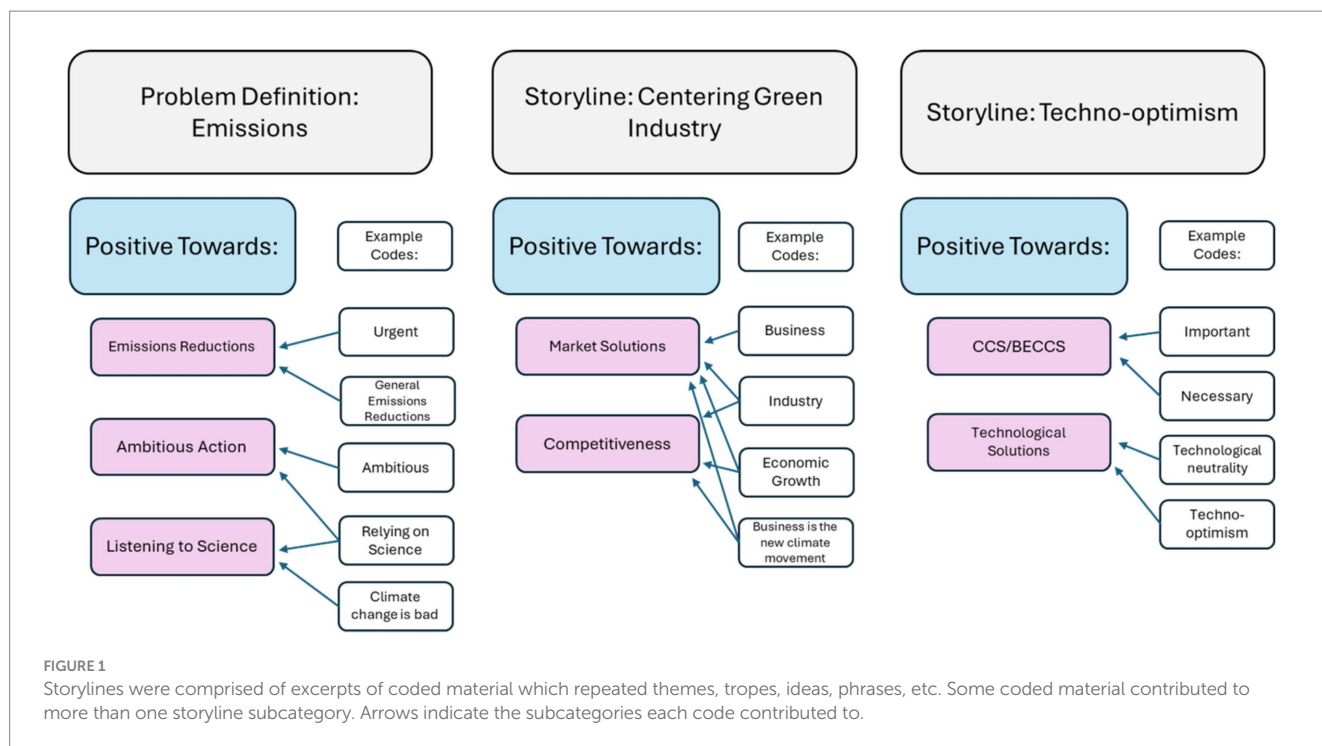 Problem Definition:
Emissions
Positive Towards:
Example
Codes:
Emissions Reductions
Urgent
General
Emissions
Reductions
Ambitious Action
Ambitious
Listening to Science
Relying on
Science
Climate
change is bad
Storyline: Centering Green
Industry
Positive Towards:
Example
Codes:
Market Solutions
Business
Industry
Competitiveness
Economic
Growth
Business is the
new climate
movement
Storyline: Techno-optimism
Positive Towards:
Example
Codes:
CCS/BECCS
Important
Necessary
Technological
Solutions
Technological
neutrality
Techno-
optimism
FIGURE 1
Storylines were comprised of excerpts of coded material which repeated themes, tropes, ideas, phrases, etc. Some coded material contributed to
more than one storyline subcategory. Arrows indicate the subcategories each code contributed to.